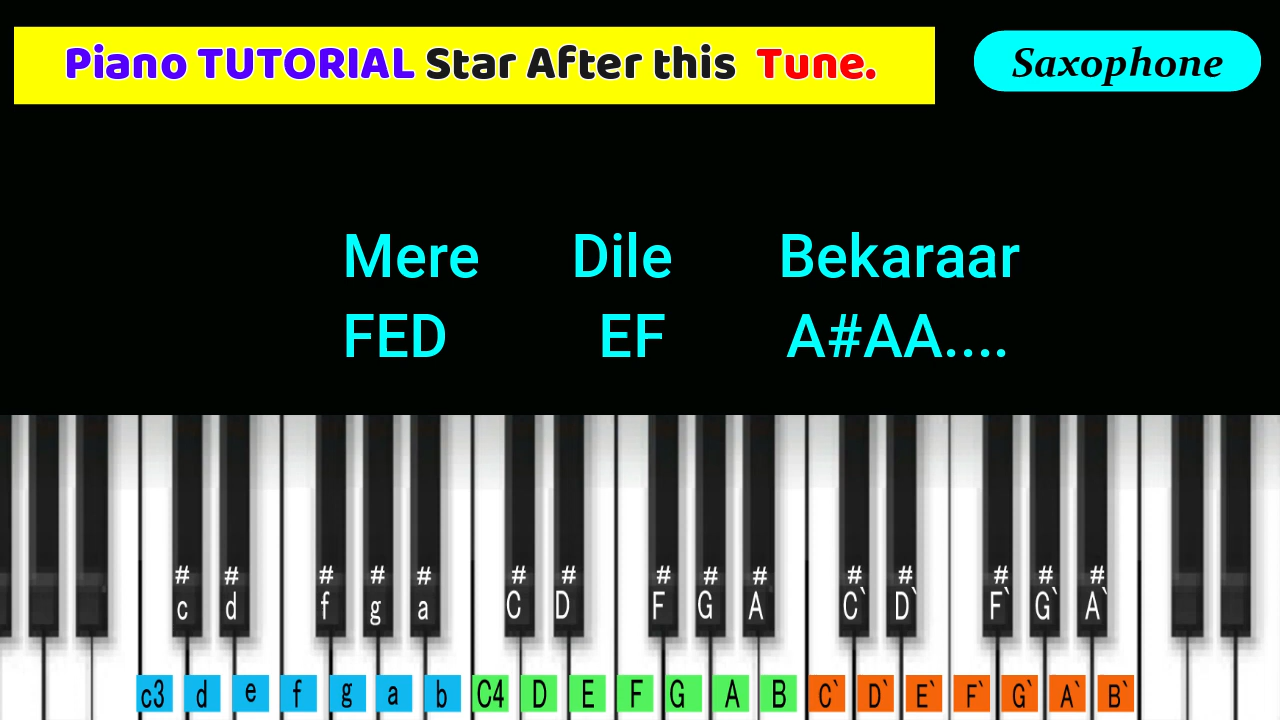 Piano TUTORIAL Star After this Tune.
Saxophone
Mere Dile Bekaraar
FED EF A#AA....
# # # # # # # # # # # # # # #
c d f g a C D F G A C` D` F` G` A`
c3 d e f g a b C4 D E F G A B C` D` E` F` G` A` B`